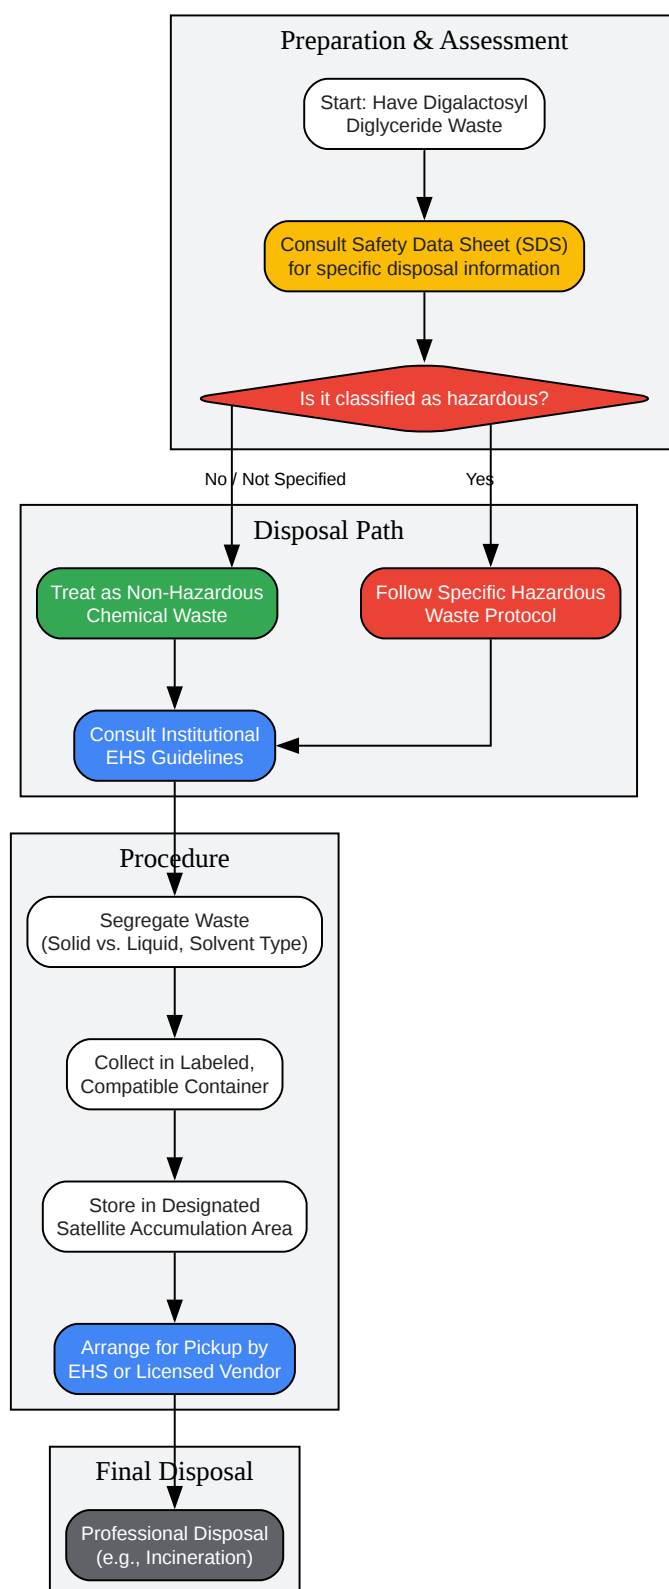 Preparation & Assessment
Start: Have Digalactosyl
Diglyceride Waste
Consult Safety Data Sheet (SDS)
for specific disposal information
Is it classified as hazardous?
No / Not Specified
Yes
Disposal Path
Treat as Non-Hazardous
Chemical Waste
Follow Specific Hazardous
Waste Protocol
Consult Institutional
EHS Guidelines
Procedure
Segregate Waste
(Solid vs. Liquid, Solvent Type)
Collect in Labeled,
Compatible Container
Store in Designated
Satellite Accumulation Area
Arrange for Pickup by
EHS or Licensed Vendor
Final Disposal
Professional Disposal
(e.g., Incineration)